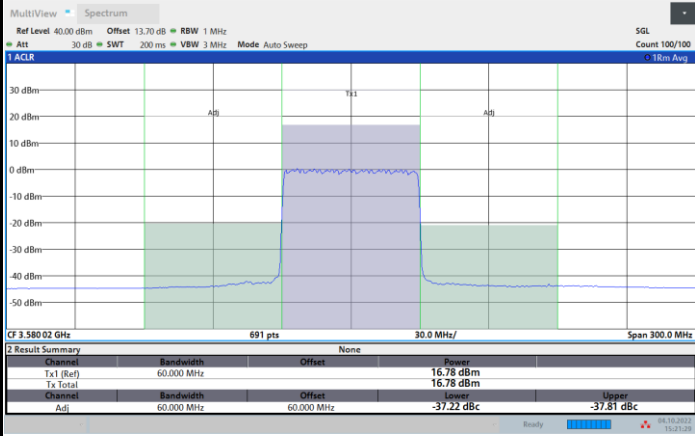 MultiView Spectrum
Ref Level 40.00 dBm Offset 13.70 dB RBW 1 MHz SGL
Att 30 dB SWT 200 ms VBW 3 MHz Mode Auto Sweep Count 100/100
1 ACLR 1Rm Avg
30 dBm
Tx1
20 dBm
Adj Adj
10 dBm
0 dBm
-10 dBm
-20 dBm
-30 dBm
-40 dBm
-50 dBm
CF 3.580 02 GHz 691 pts 30.0 MHz/ Span 300.0 MHz
2 Result Summary None
Channel Bandwidth Offset Power
Tx1 (Ref) 60.000 MHz 16.78 dBm
Tx Total 16.78 dBm
Channel Bandwidth Offset Lower Upper
Adj 60.000 MHz 60.000 MHz -37.22 dBc -37.81 dBc
Ready 04.10.2022
15:21:29